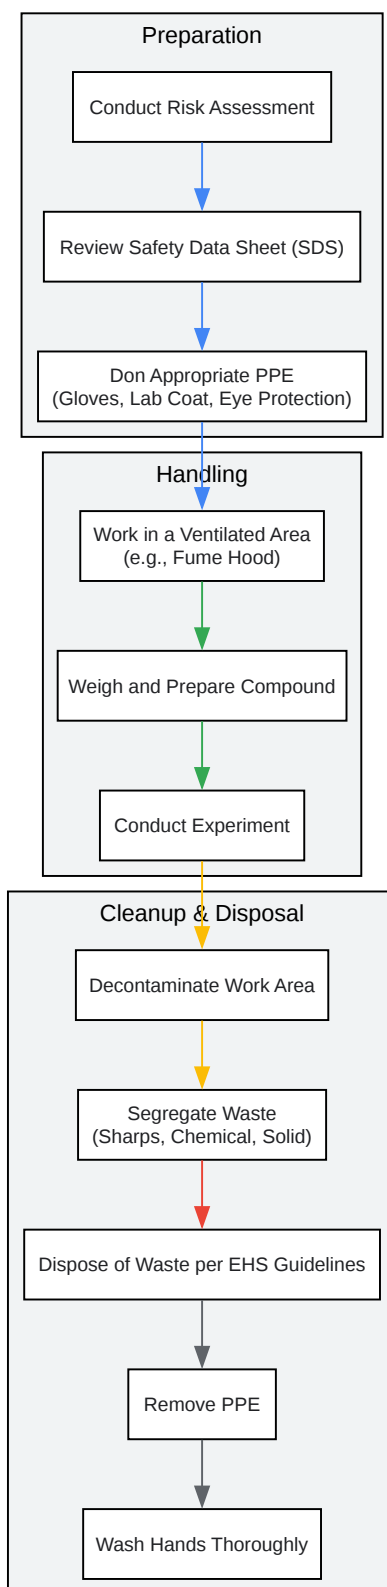 Preparation
Conduct Risk Assessment
Review Safety Data Sheet (SDS)
Don Appropriate PPE
(Gloves, Lab Coat, Eye Protection)
Handling
Work in a Ventilated Area
(e.g., Fume Hood)
Weigh and Prepare Compound
Conduct Experiment
Cleanup & Disposal
Decontaminate Work Area
Segregate Waste
(Sharps, Chemical, Solid)
Dispose of Waste per EHS Guidelines
Remove PPE
Wash Hands Thoroughly